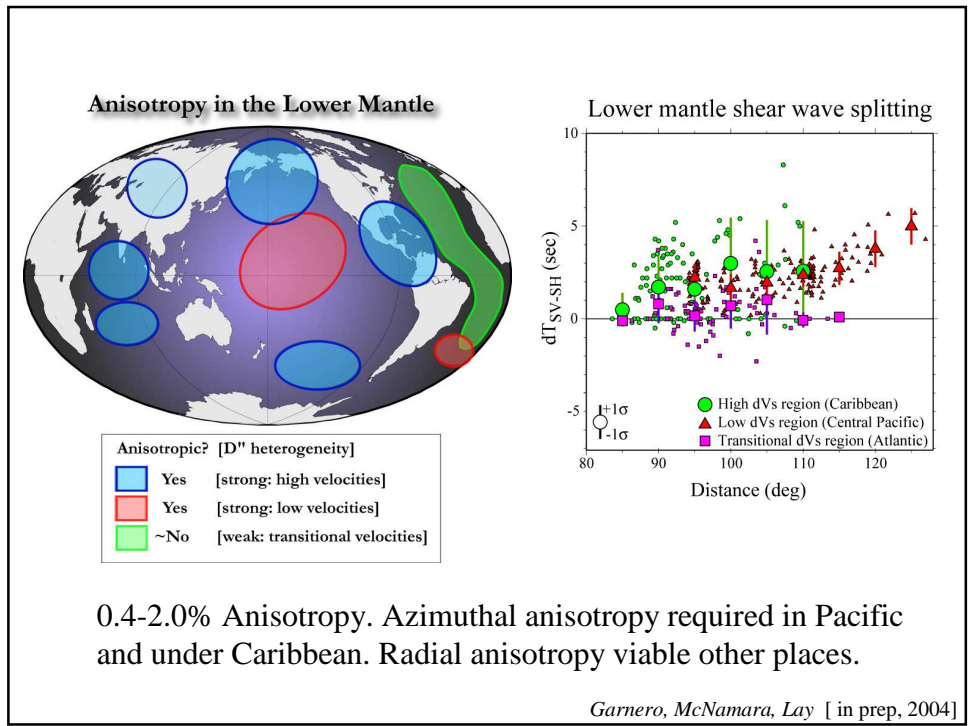 Anisotropy in the Lower Mantle
Anisotropic? [D" heterogeneity]
Yes [strong: high velocities]
Yes [strong: low velocities]
~No [weak: transitional velocities]
Lower mantle shear wave splitting
10
5
0
-5
dTSV-SH (sec)
+1σ
-1σ
High dVs region (Caribbean)
Low dVs region (Central Pacific)
Transitional dVs region (Atlantic)
80 90 100 110 120
Distance (deg)
0.4-2.0% Anisotropy. Azimuthal anisotropy required in Pacific
and under Caribbean. Radial anisotropy viable other places.
Garnero, McNamara, Lay [ in prep, 2004]